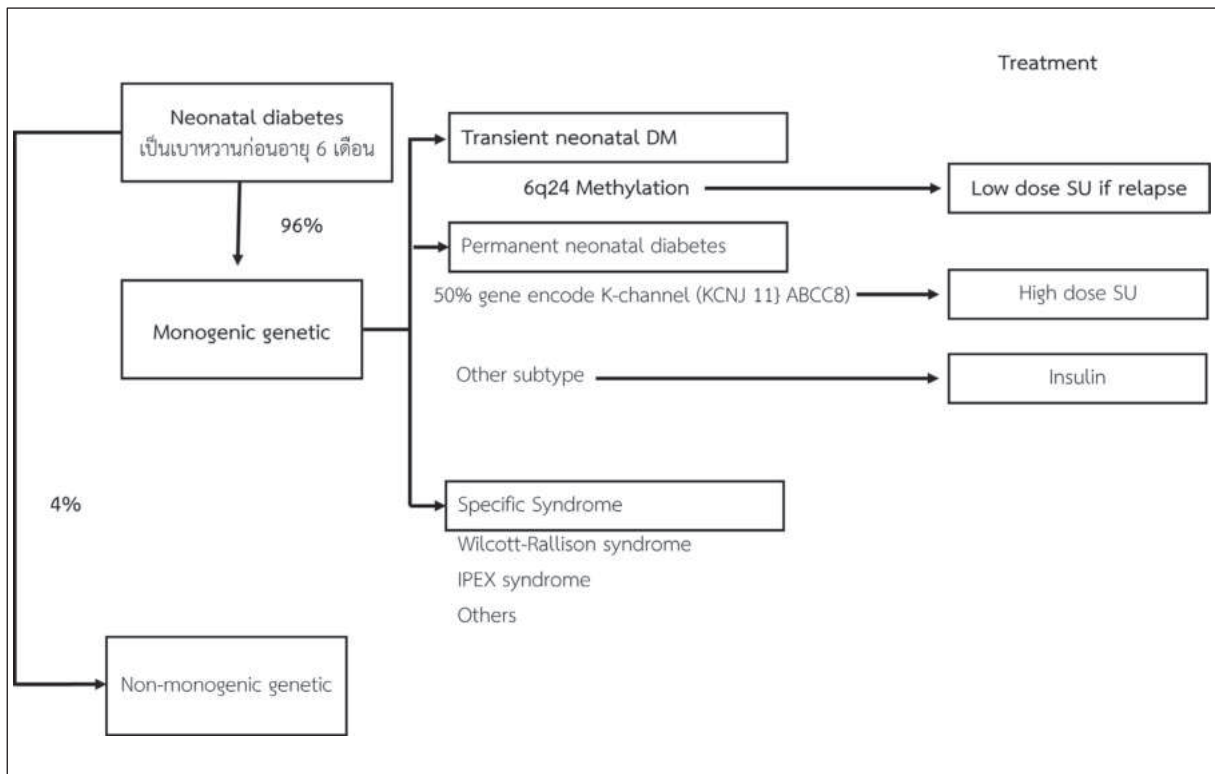 Treatment
Neonatal diabetes
เป็นเบาหวานก่อนอายุ 6 เดือน
96%
Monogenic genetic
4%
Non-monogenic genetic
Transient neonatal DM
6q24 Methylation
Low dose SU if relapse
Permanent neonatal diabetes
50% gene encode K-channel (KCNJ 11} ABCC8)
High dose SU
Other subtype
Insulin
Specific Syndrome
Wilcott-Rallison syndrome
IPEX syndrome
Others